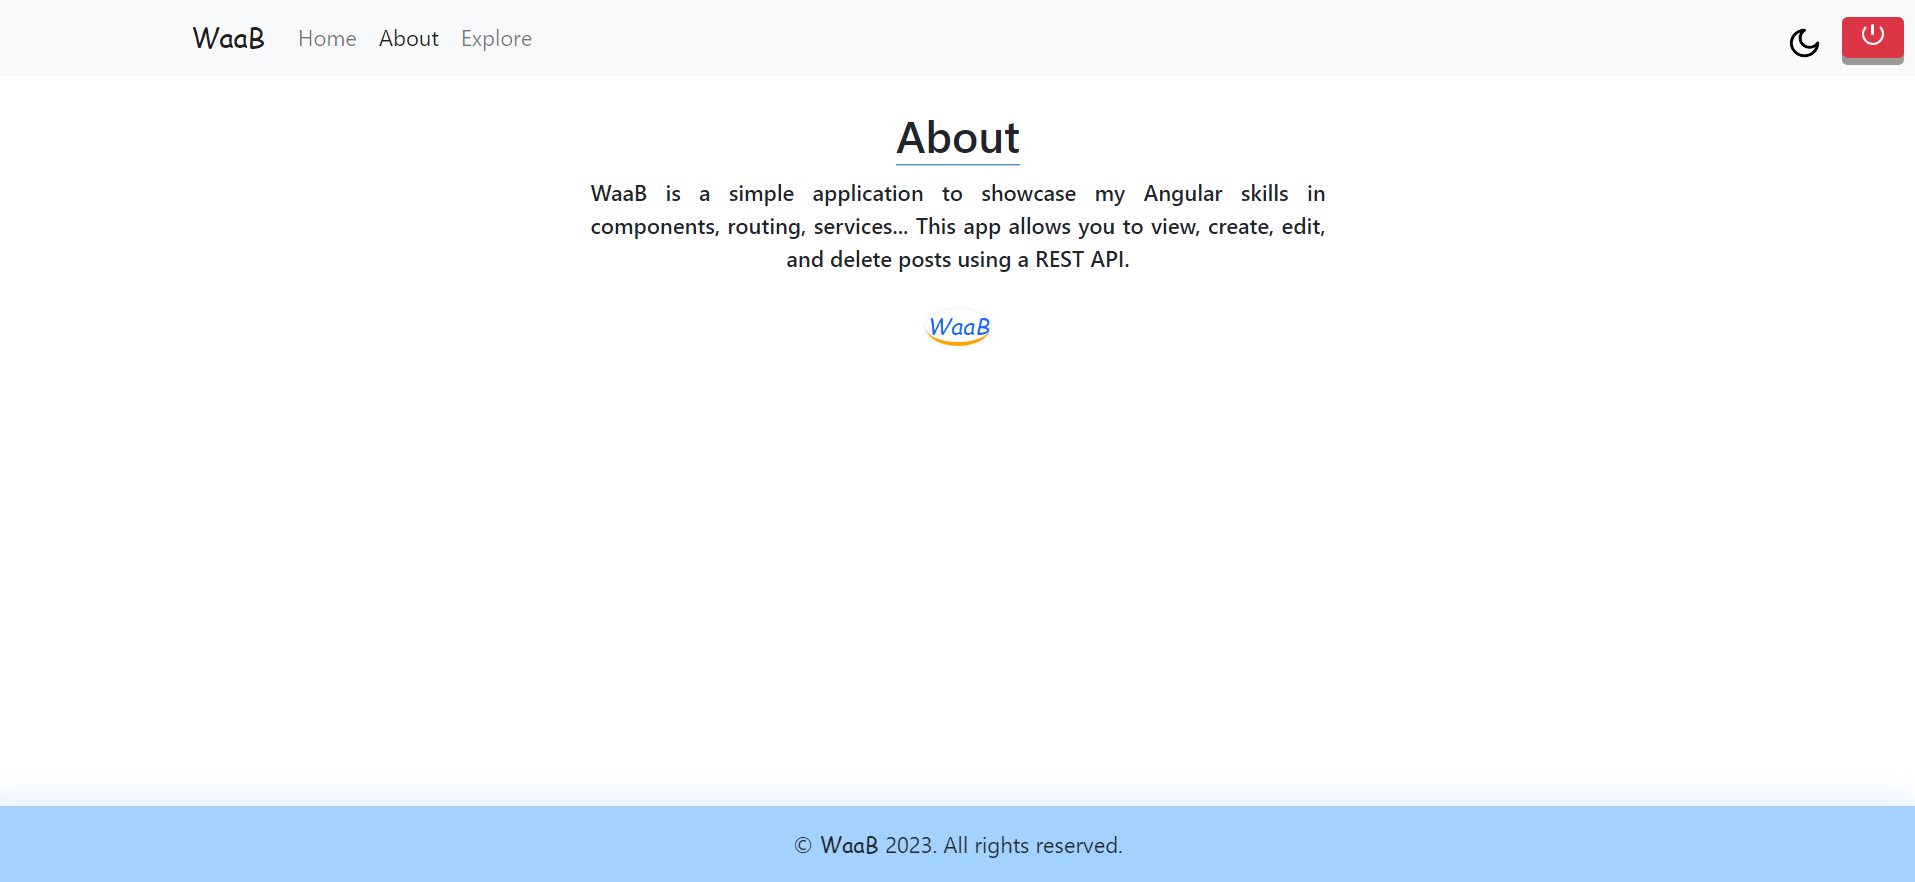 WaaB Home About Explore
About
WaaB is a simple application to showcase my Angular skills in
components, routing, services... This app allows you to view, create, edit,
and delete posts using a REST API.
WaaB
© WaaB 2023. All rights reserved.